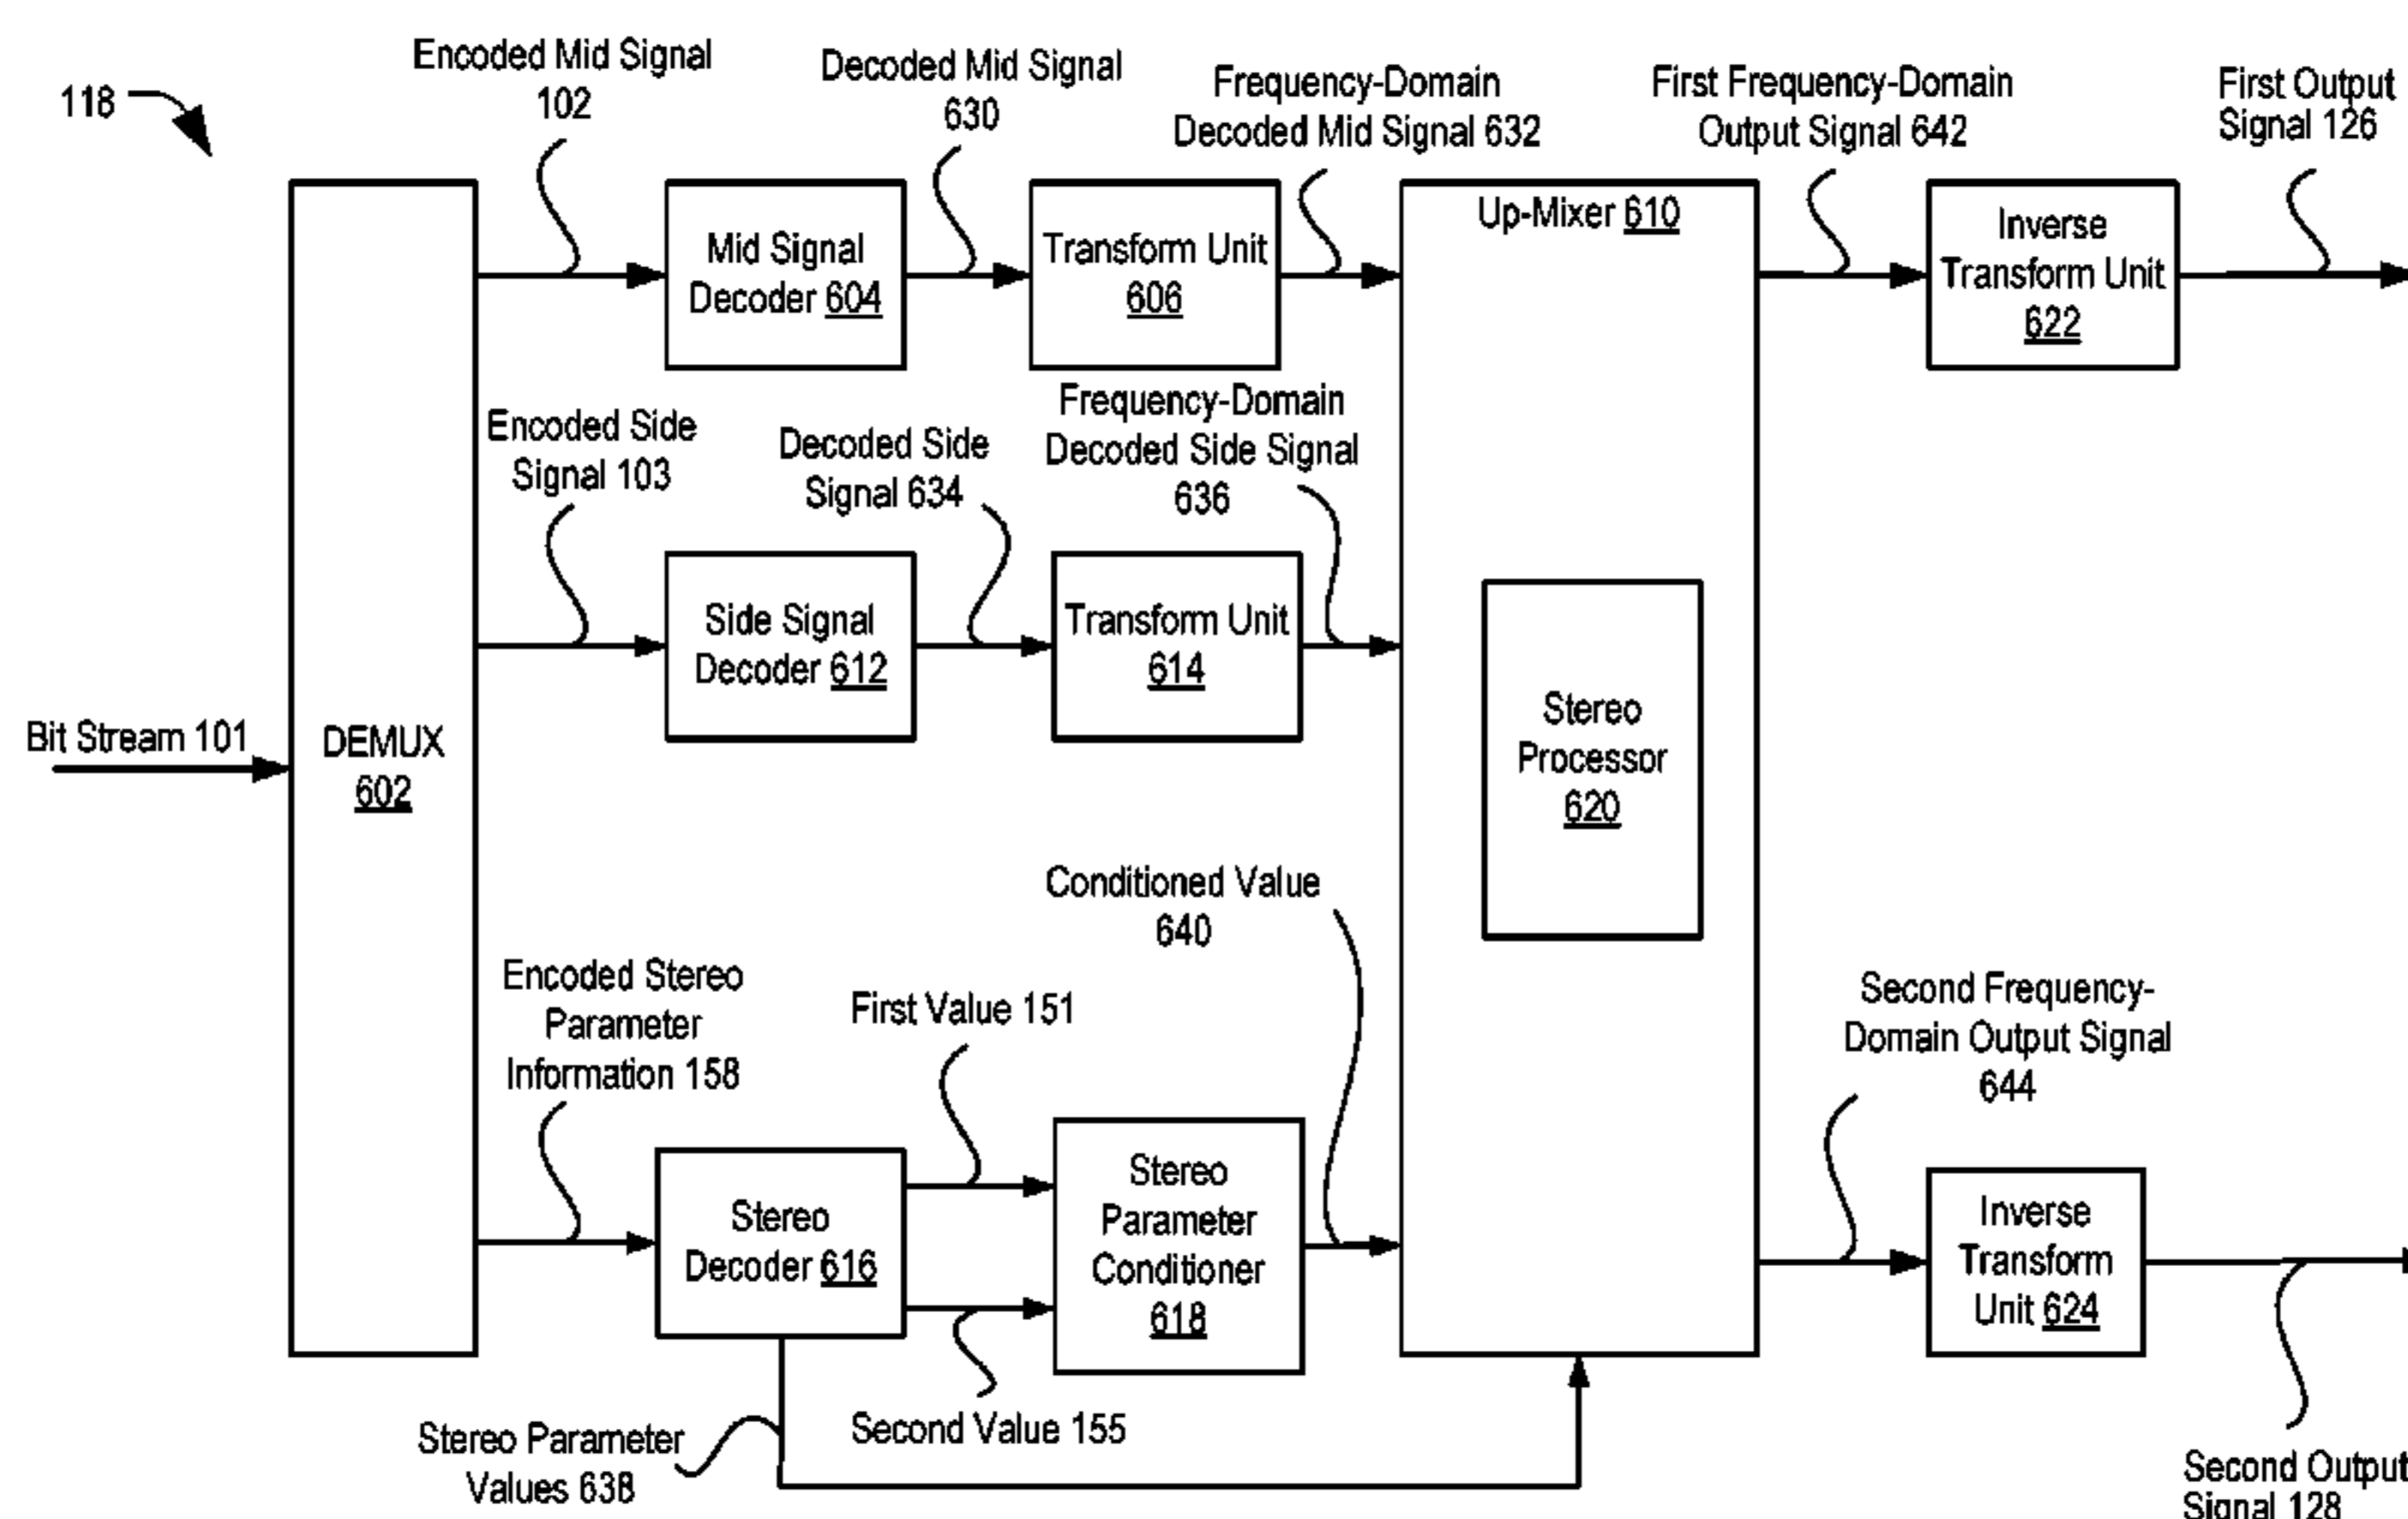 118
Encoded Mid Signal
102
Decoded Mid Signal
630
Frequency-Domain
Decoded Mid Signal 632
First Frequency-Domain
Output Signal 642
First Output
Signal 126
Mid Signal
Decoder 604
Transform Unit
606
Up-Mixer 610
Inverse
Transform Unit
622
Encoded Side
Signal 103
Decoded Side
Signal 634
Frequency-Domain
Decoded Side Signal
636
Side Signal
Decoder 612
Transform Unit
614
Stereo
Processor
620
Bit Stream 101
DEMUX
602
Conditioned Value
640
Encoded Stereo
Parameter
Information 158
First Value 151
Second Frequency-
Domain Output Signal
644
Stereo
Decoder 616
Stereo
Parameter
Conditioner
618
Inverse
Transform
Unit 624
Stereo Parameter
Values 638
Second Value 155
Second Output
Signal 128